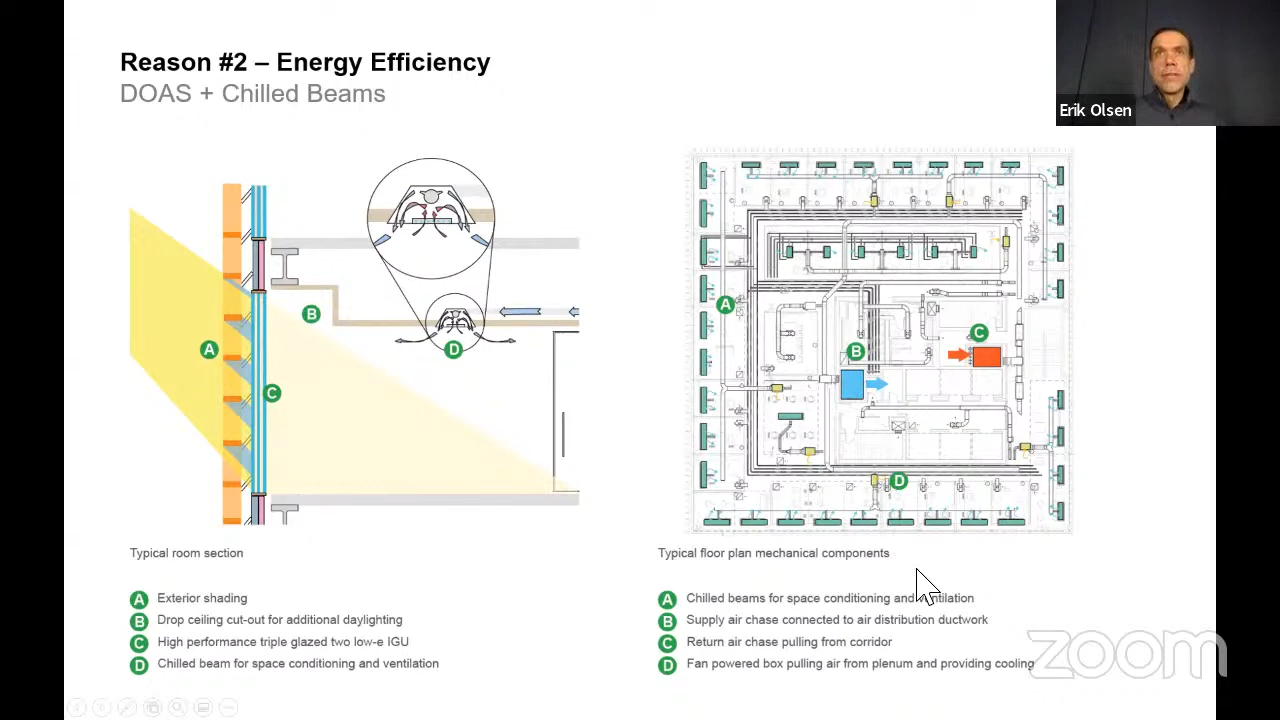 Reason #2 – Energy Efficiency
DOAS + Chilled Beams
Erik Olsen
A
B
C
D
A
B
C
D
Typical room section
A Exterior shading
B Drop ceiling cut-out for additional daylighting
C High performance triple glazed two low-e IGU
D Chilled beam for space conditioning and ventilation
Typical floor plan mechanical components
A Chilled beams for space conditioning and ventilation
B Supply air chase connected to air distribution ductwork
C Return air chase pulling from corridor
D Fan powered box pulling air from plenum and providing cooling
zoom